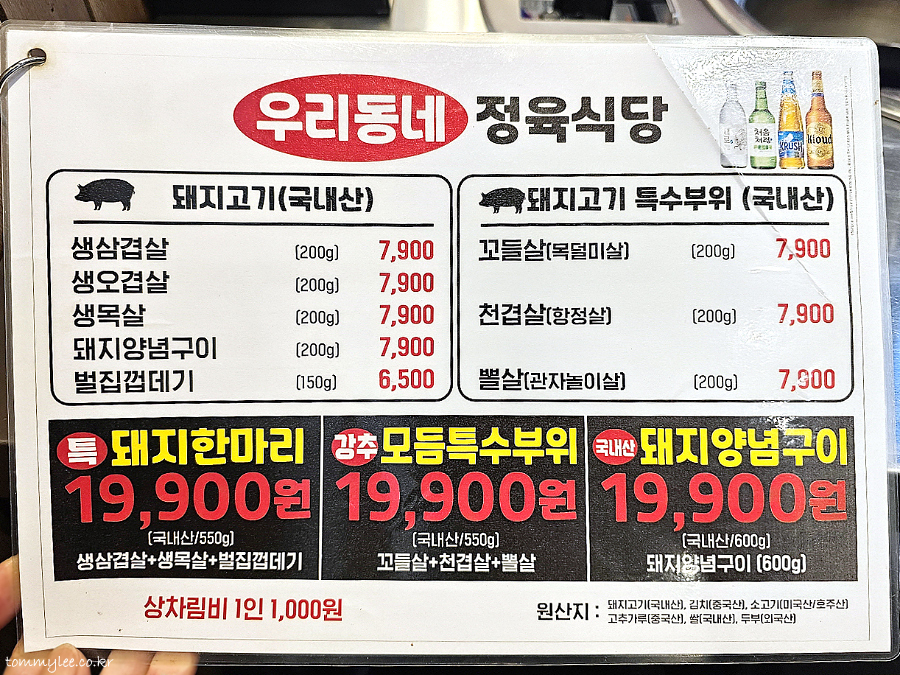 우리동네 정육식당
처음처럼
KRUSH
Kloud
돼지고기(국내산)
생삼겹살 (200g) 7,900
생오겹살 (200g) 7,900
생목살 (200g) 7,900
돼지양념구이 (200g) 7,900
벌집껍데기 (150g) 6,500
돼지고기 특수부위 (국내산)
꼬들살(목덜미살) (200g) 7,900
천겹살(항정살) (200g) 7,900
뽈살(관자놀이살) (200g) 7,900
특 돼지한마리
19,900원
(국내산/550g)
생삼겹살+생목살+벌집껍데기
강추 모듬특수부위
19,900원
(국내산/550g)
꼬들살+천겹살+뽈살
국내산 돼지양념구이
19,900원
(국내산/600g)
돼지양념구이 (600g)
상차림비 1인 1,000원
원산지 : 돼지고기(국내산), 김치(중국산), 소고기(미국산/호주산)
고추가루(중국산), 쌀(국내산), 두부(외국산)
tommylee.co.kr